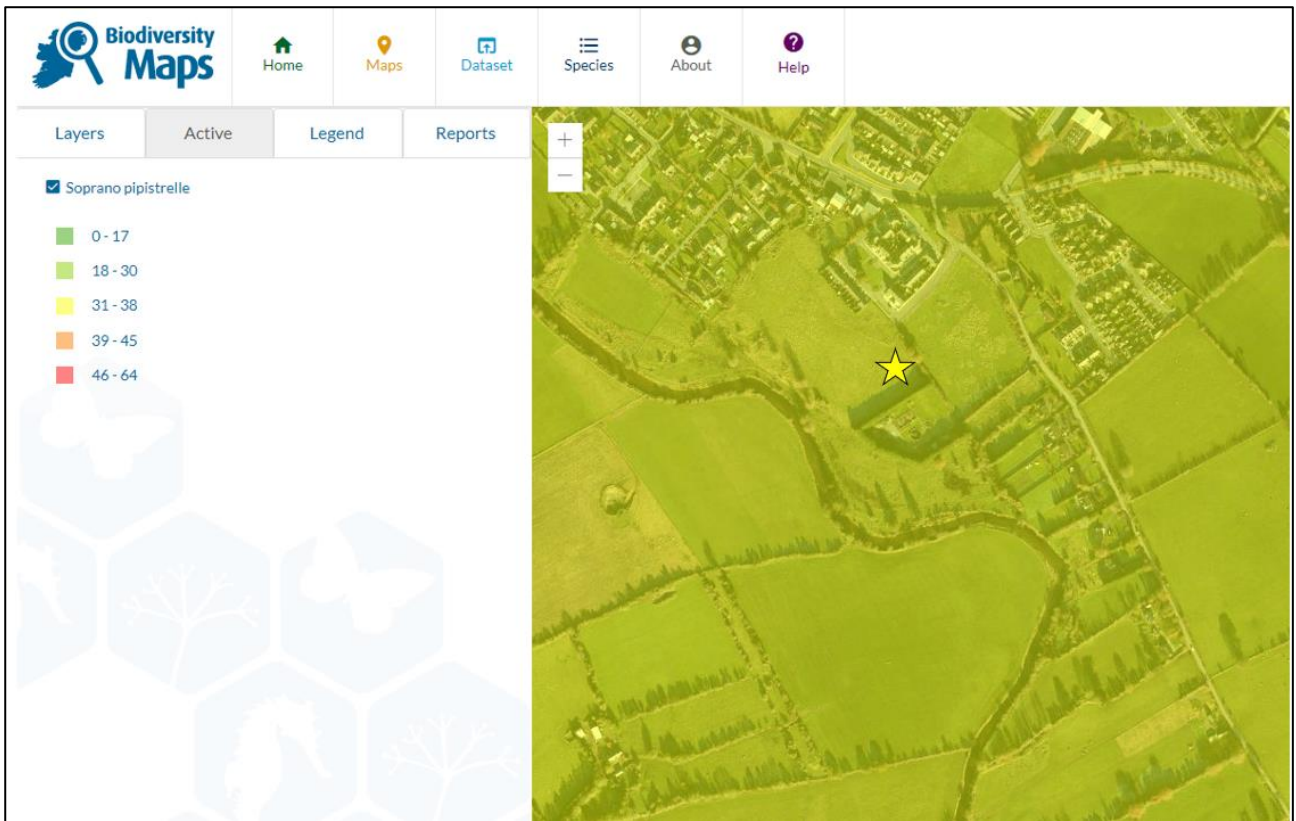 Biodiversity
Maps
Home
Maps
Dataset
Species
About
Help
Layers
Active
Legend
Reports
+
−
Soprano pipistrelle
0 - 17
18 - 30
31 - 38
39 - 45
46 - 64